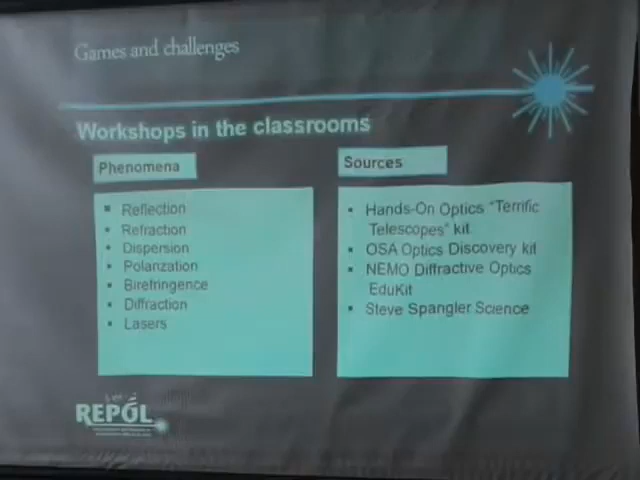 Games and challenges
Workshops in the classrooms
Phenomena
Reflection
Refraction
Dispersion
Polarization
Birefringence
Diffraction
Lasers
Sources
Hands-On Optics "Terrific
Telescopes" kit
OSA Optics Discovery kit
NEMO Diffractive Optics
EduKit
Steve Spangler Science
REPÓL